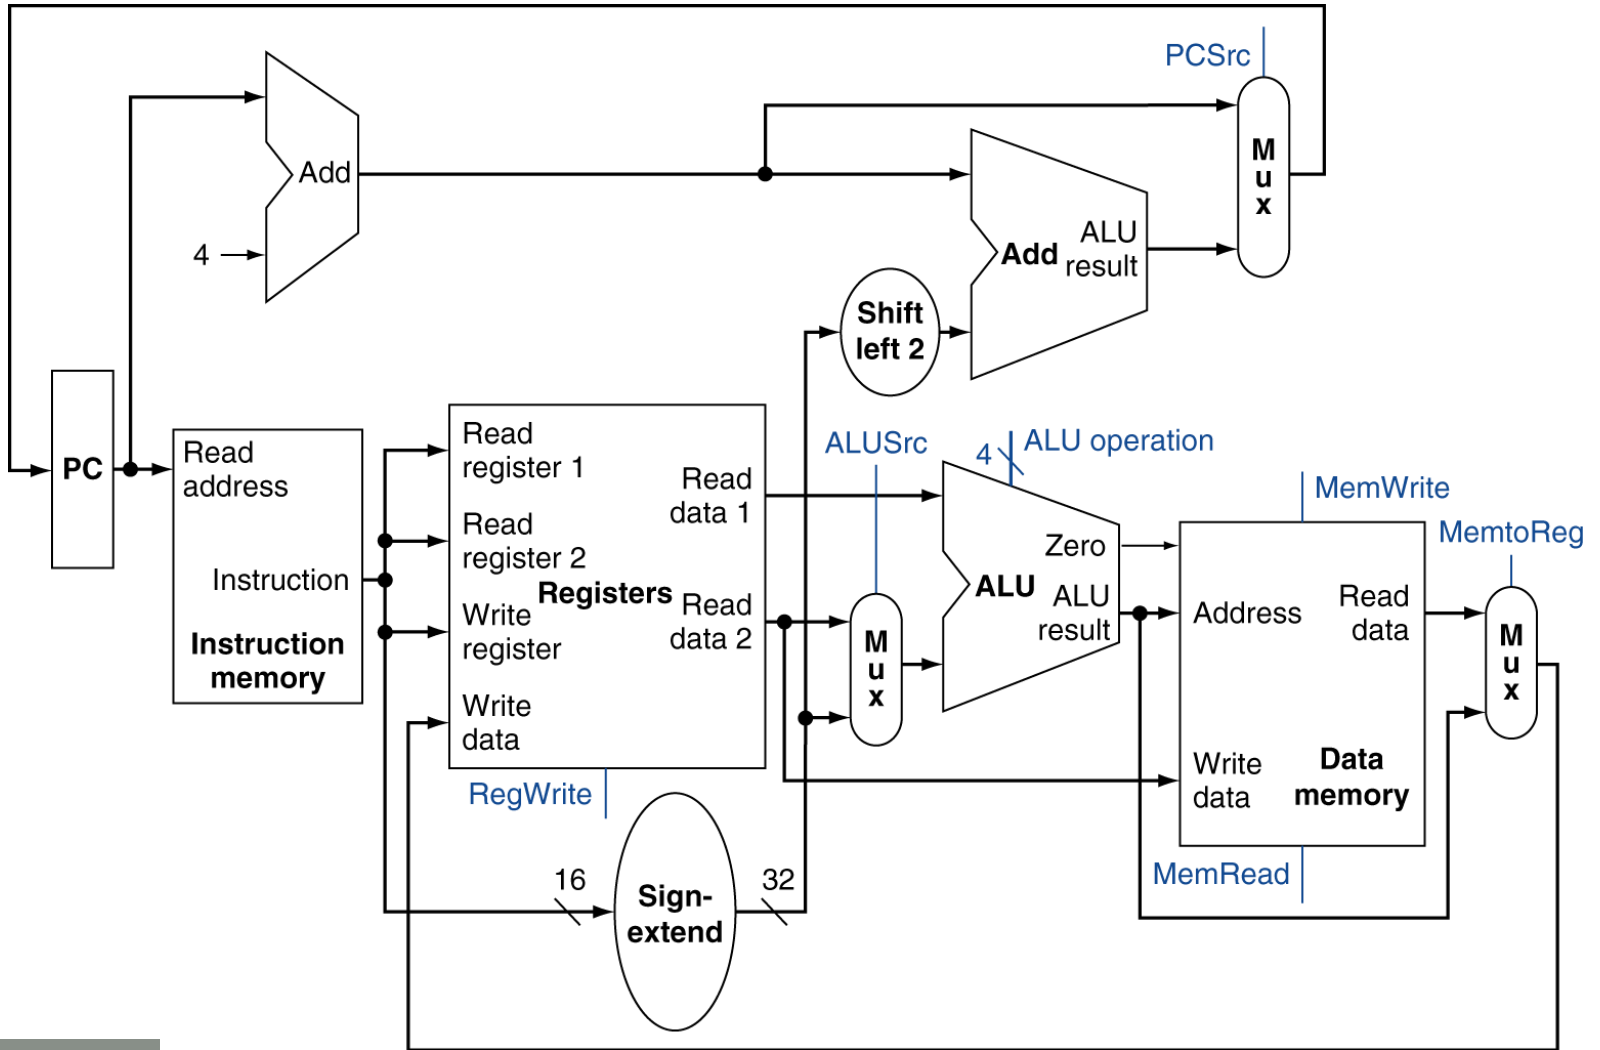 PCSrc
M
u
x
Add
4
Add
ALU
result
Shift
left 2
PC
Read
address
Instruction
Instruction
memory
Read
register 1
Read
register 2
Write
register
Write
data
Registers
Read
data 1
Read
data 2
RegWrite
16
Sign-
extend
32
ALUSrc
M
u
x
4
ALU operation
Zero
ALU
ALU
result
MemWrite
Address
Read
data
Write
data
Data
memory
MemRead
MemtoReg
M
u
x